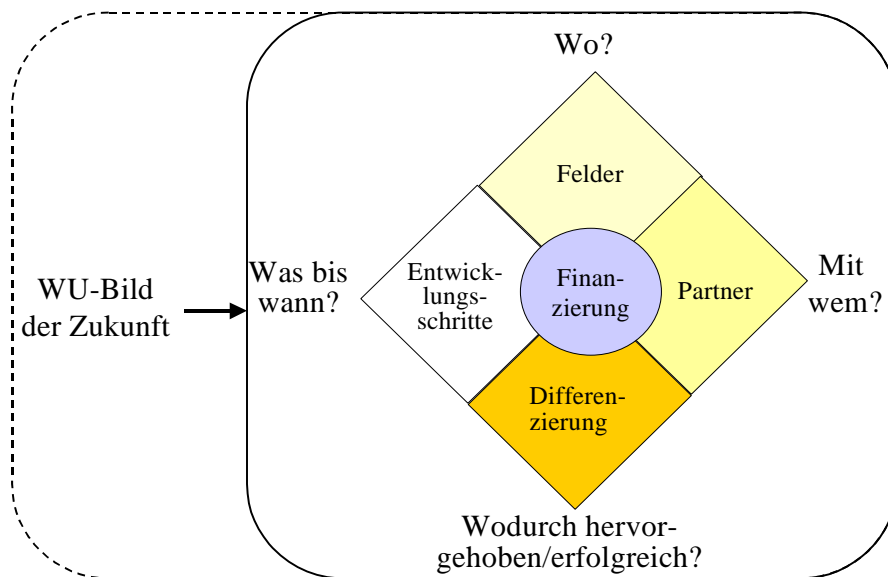 Wo?
Felder
Was bis
wann?
Entwick-
lungs-
schritte
Finan-
zierung
Partner
Mit
wem?
WU-Bild
der Zukunft
Differen-
zierung
Wodurch hervor-
gehoben/erfolgreich?